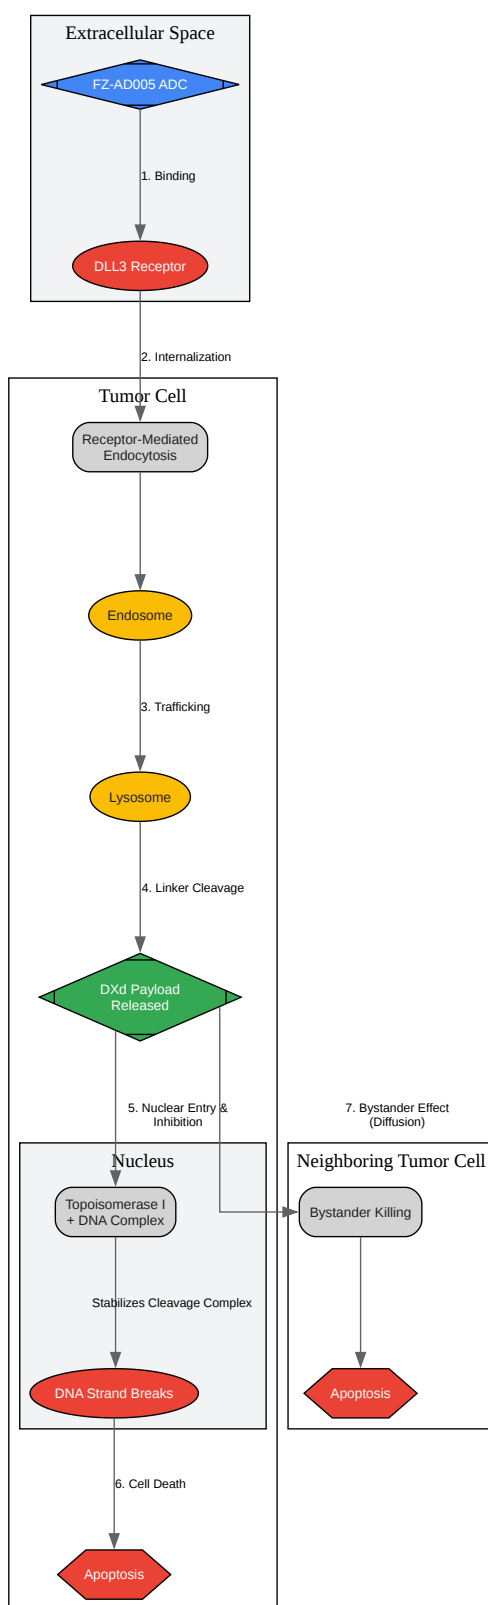 Extracellular Space
FZ-AD005 ADC
1. Binding
DLL3 Receptor
2. Internalization
Tumor Cell
Receptor-Mediated
Endocytosis
Endosome
3. Trafficking
Lysosome
4. Linker Cleavage
DXd Payload
Released
5. Nuclear Entry &
Inhibition
7. Bystander Effect
(Diffusion)
Nucleus
Neighboring Tumor Cell
Topoisomerase I
+ DNA Complex
Bystander Killing
Stabilizes Cleavage Complex
DNA Strand Breaks
Apoptosis
6. Cell Death
Apoptosis